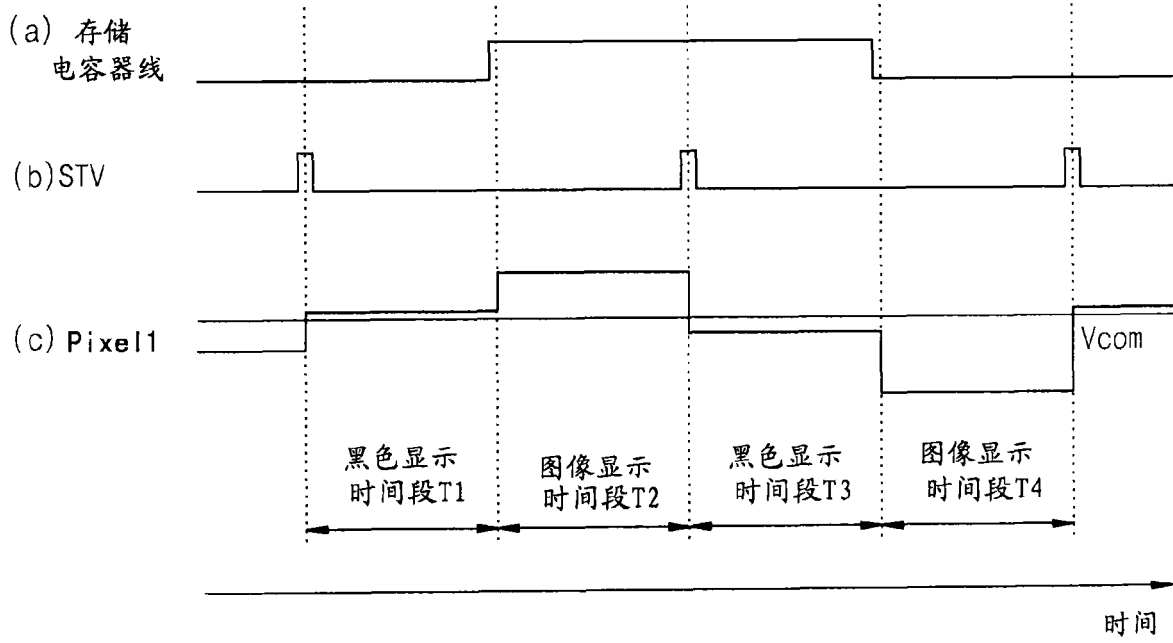 (a) 存储
电容器线
(b)STV
(c) Pixel1
Vcom
黑色显示
时间段T1
图像显示
时间段T2
黑色显示
时间段T3
图像显示
时间段T4
时间